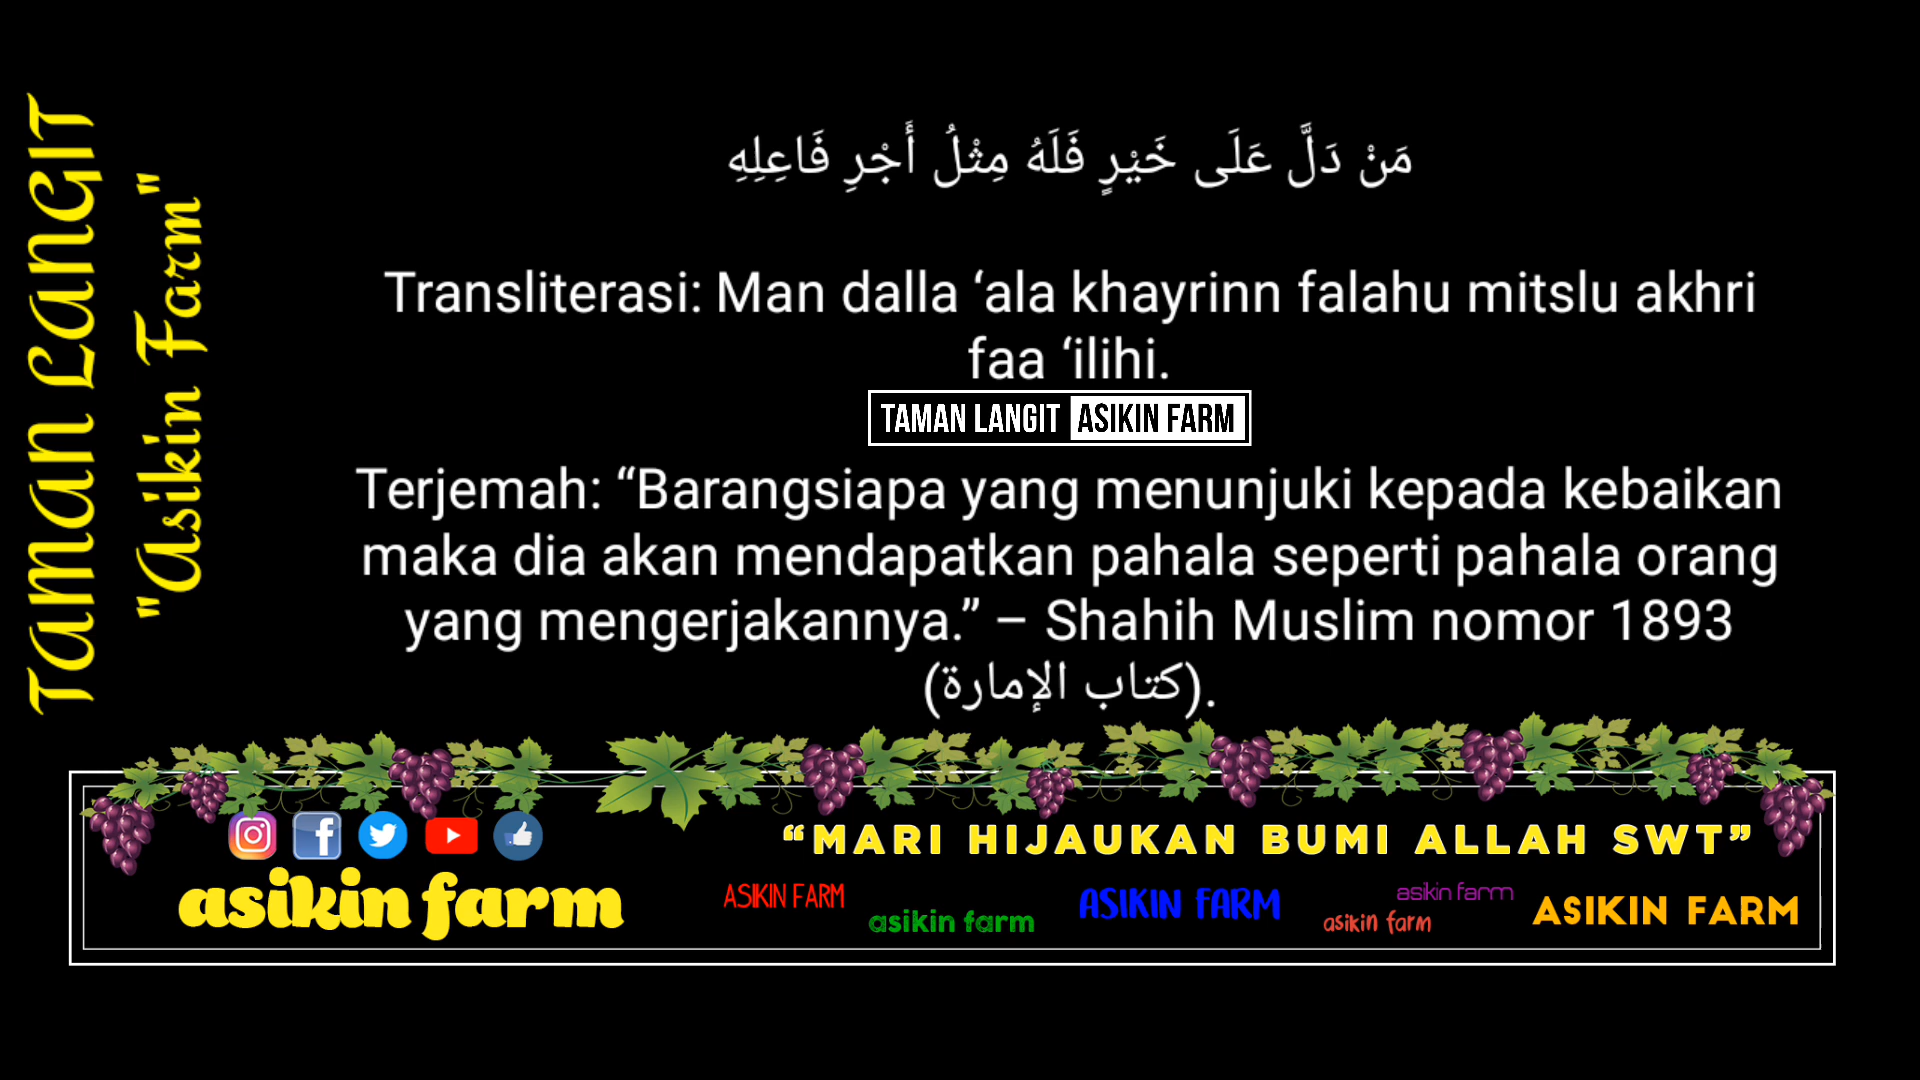 TAMAN LANGIT
"Asikin Farm"
مَنْ دَلَّ عَلَى خَيْرٍ فَلَهُ مِثْلُ أَجْرِ فَاعِلِهِ
Transliterasi: Man dalla ‘ala khayrinn falahu mitslu akhri
faa ‘ilihi.
TAMAN LANGIT ASIKIN FARM
Terjemah: “Barangsiapa yang menunjuki kepada kebaikan
maka dia akan mendapatkan pahala seperti pahala orang
yang mengerjakannya.” – Shahih Muslim nomor 1893
(كتاب الإمارة).
“MARI HIJAUKAN BUMI ALLAH SWT”
asikin farm
ASIKIN FARM
asikin farm
ASIKIN FARM
asikin farm
asikin farm
ASIKIN FARM